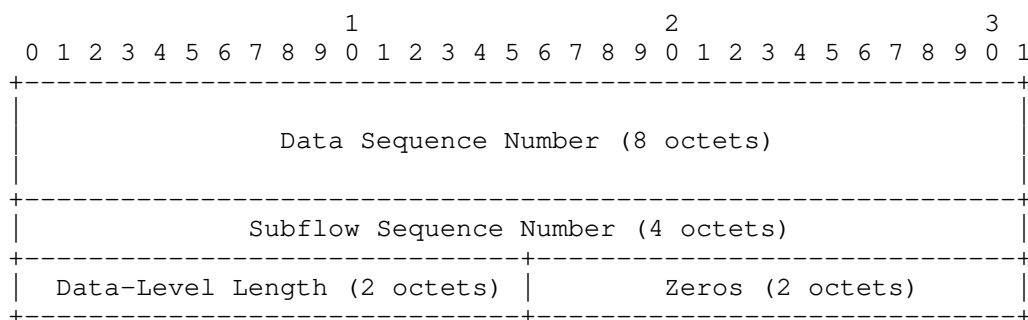 1 2 3
0 1 2 3 4 5 6 7 8 9 0 1 2 3 4 5 6 7 8 9 0 1 2 3 4 5 6 7 8 9 0 1
Data Sequence Number (8 octets)
Subflow Sequence Number (4 octets)
Data-Level Length (2 octets) | Zeros (2 octets)